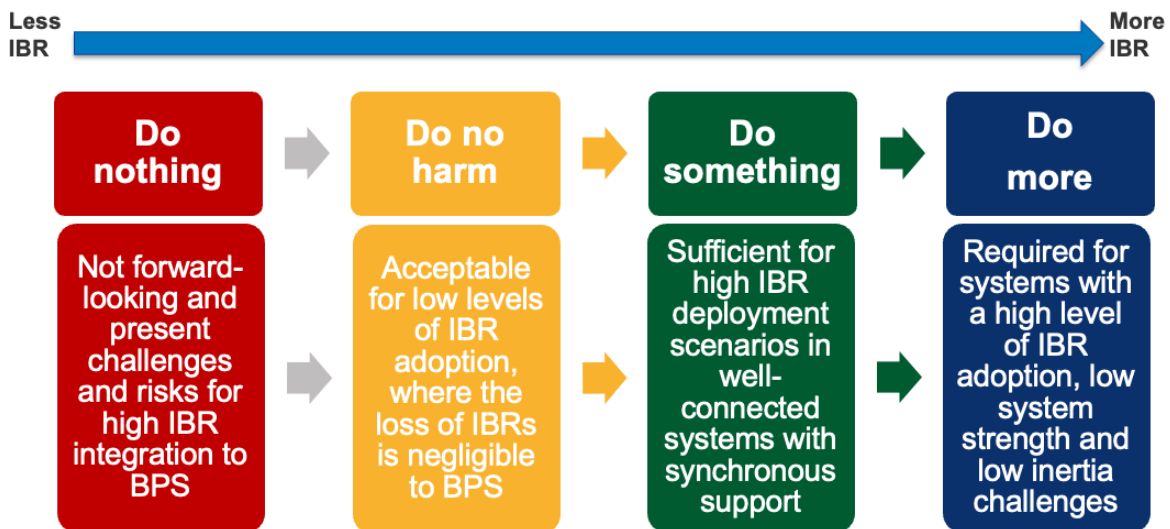 Less
IBR
More
IBR
Do
nothing
Do no
harm
Do
something
Do
more
Not forward-
looking and
present
challenges
and risks for
high IBR
integration to
BPS
Acceptable
for low levels
of IBR
adoption,
where the
loss of IBRs
is negligible
to BPS
Sufficient for
high IBR
deployment
scenarios in
well-
connected
systems with
synchronous
support
Required for
systems with
a high level
of IBR
adoption, low
system
strength and
low inertia
challenges